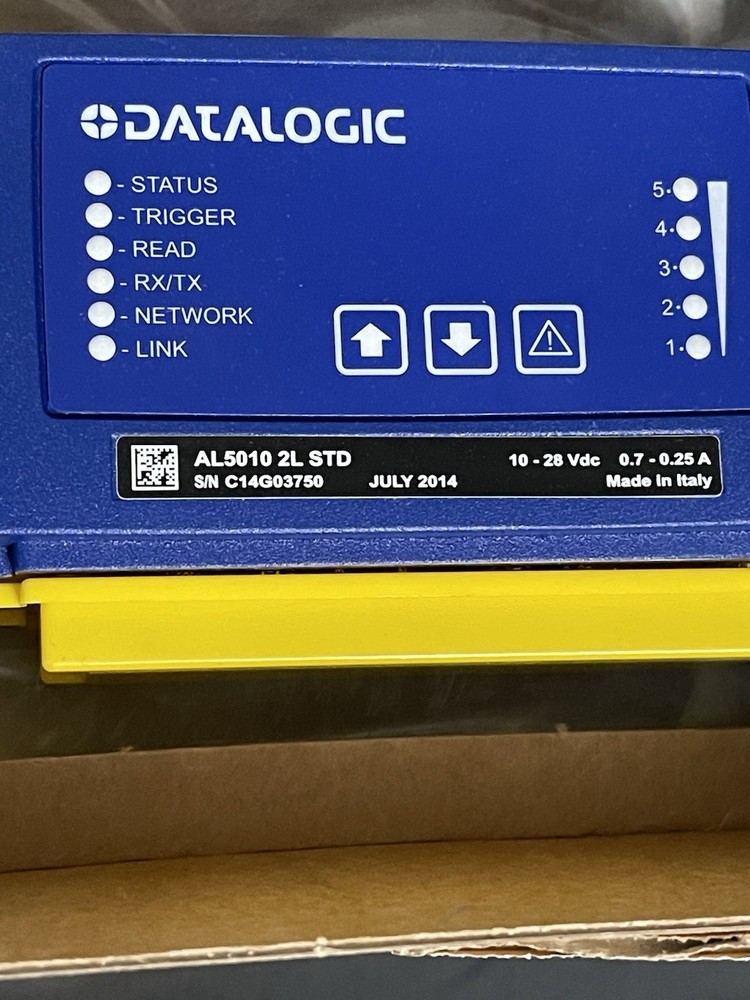 DATALOGIC
- STATUS
- TRIGGER
- READ
- RX/TX
- NETWORK
- LINK
5
4
3
2
1
AL5010 2L STD
S/N C14G03750 JULY 2014
10 - 28 Vdc 0.7 - 0.25 A
Made in Italy